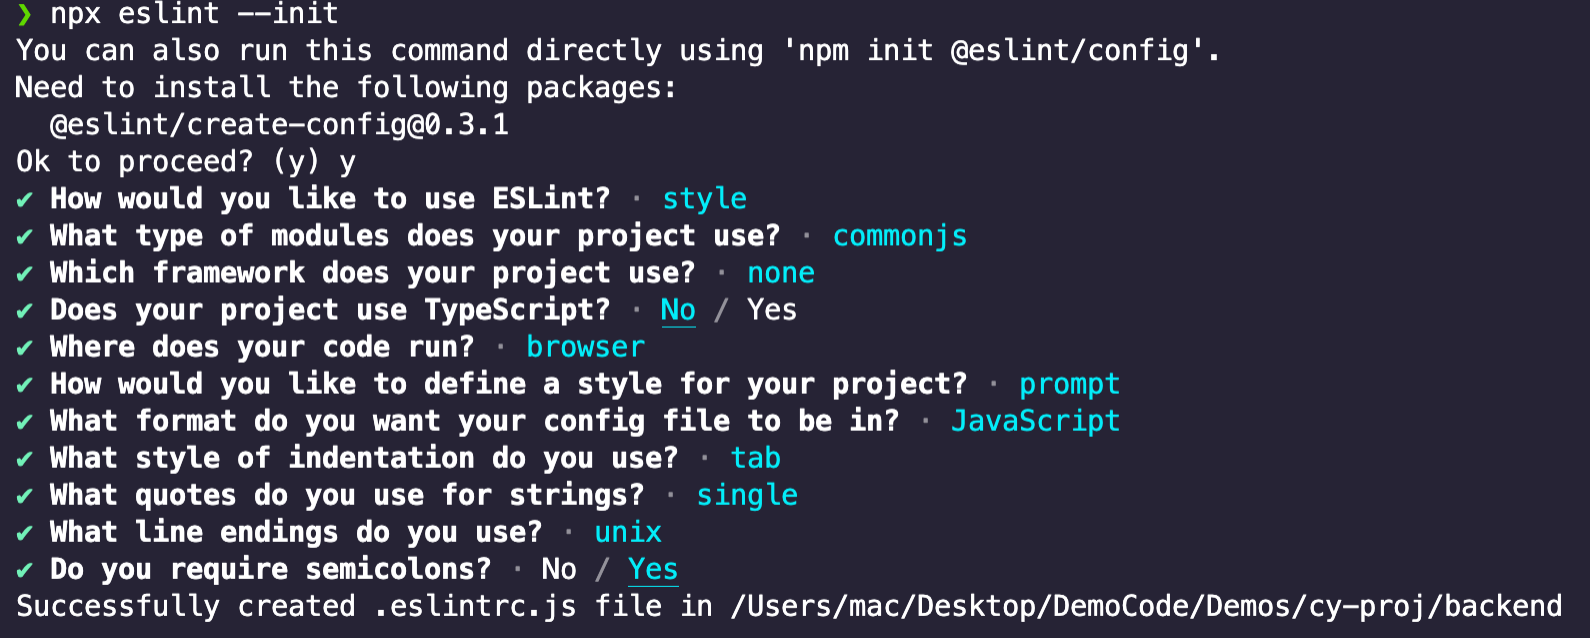 ❯ npx eslint --init
You can also run this command directly using 'npm init @eslint/config'.
Need to install the following packages:
  @eslint/create-config@0.3.1
Ok to proceed? (y) y
✔ How would you like to use ESLint? · style
✔ What type of modules does your project use? · commonjs
✔ Which framework does your project use? · none
✔ Does your project use TypeScript? · No / Yes
✔ Where does your code run? · browser
✔ How would you like to define a style for your project? · prompt
✔ What format do you want your config file to be in? · JavaScript
✔ What style of indentation do you use? · tab
✔ What quotes do you use for strings? · single
✔ What line endings do you use? · unix
✔ Do you require semicolons? · No / Yes
Successfully created .eslintrc.js file in /Users/mac/Desktop/DemoCode/Demos/cy-proj/backend